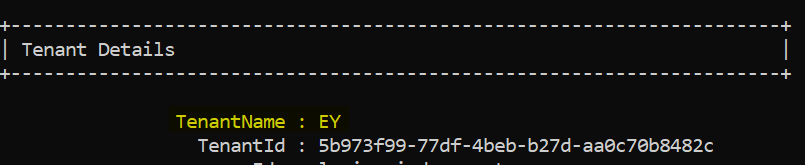 +----------------------------------------------------------------------+
| Tenant Details |
+----------------------------------------------------------------------+
TenantName : EY
TenantId : 5b973f99-77df-4beb-b27d-aa0c70b8482c